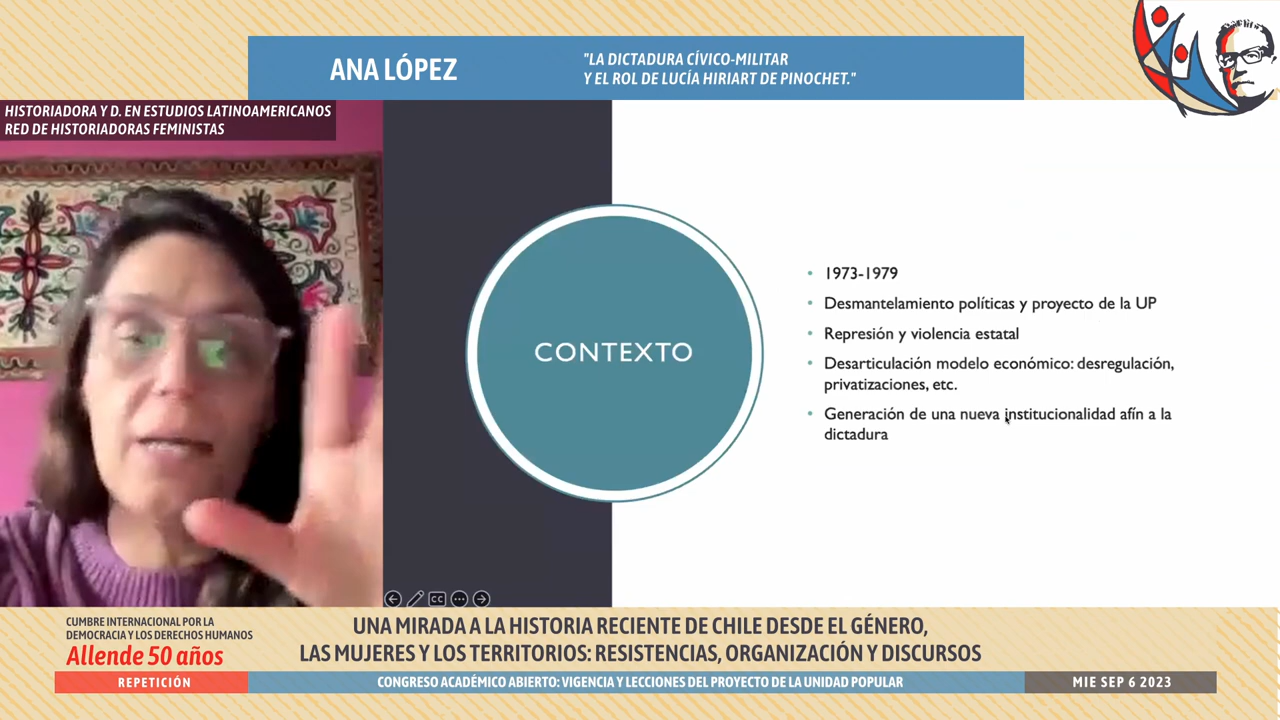 ANA LÓPEZ
"LA DICTADURA CÍVICO-MILITAR
Y EL ROL DE LUCÍA HIRIART DE PINOCHET."
HISTORIADORA Y D. EN ESTUDIOS LATINOAMERICANOS
RED DE HISTORIADORAS FEMINISTAS
CONTEXTO
• 1973-1979
• Desmantelamiento políticas y proyecto de la UP
• Represión y violencia estatal
• Desarticulación modelo económico: desregulación,
privatizaciones, etc.
• Generación de una nueva institucionalidad afín a la
dictadura
CC
CUMBRE INTERNACIONAL POR LA
DEMOCRACIA Y LOS DERECHOS HUMANOS
Allende 50 años
REPETICIÓN
UNA MIRADA A LA HISTORIA RECIENTE DE CHILE DESDE EL GÉNERO,
LAS MUJERES Y LOS TERRITORIOS: RESISTENCIAS, ORGANIZACIÓN Y DISCURSOS
CONGRESO ACADÉMICO ABIERTO: VIGENCIA Y LECCIONES DEL PROYECTO DE LA UNIDAD POPULAR
MIE SEP 6 2023